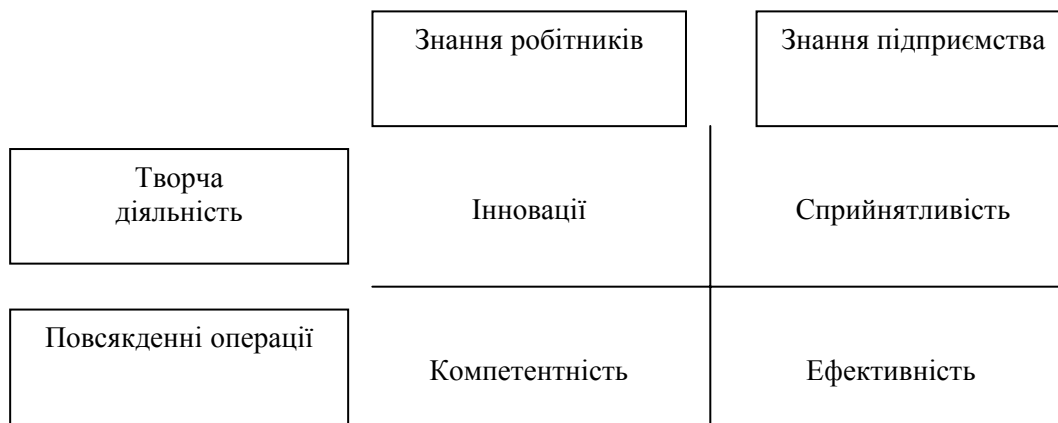 Знання робітників
Знання підприємства
Творча
діяльність
Інновації
Сприйнятливість
Повсякденні операції
Компетентність
Ефективність